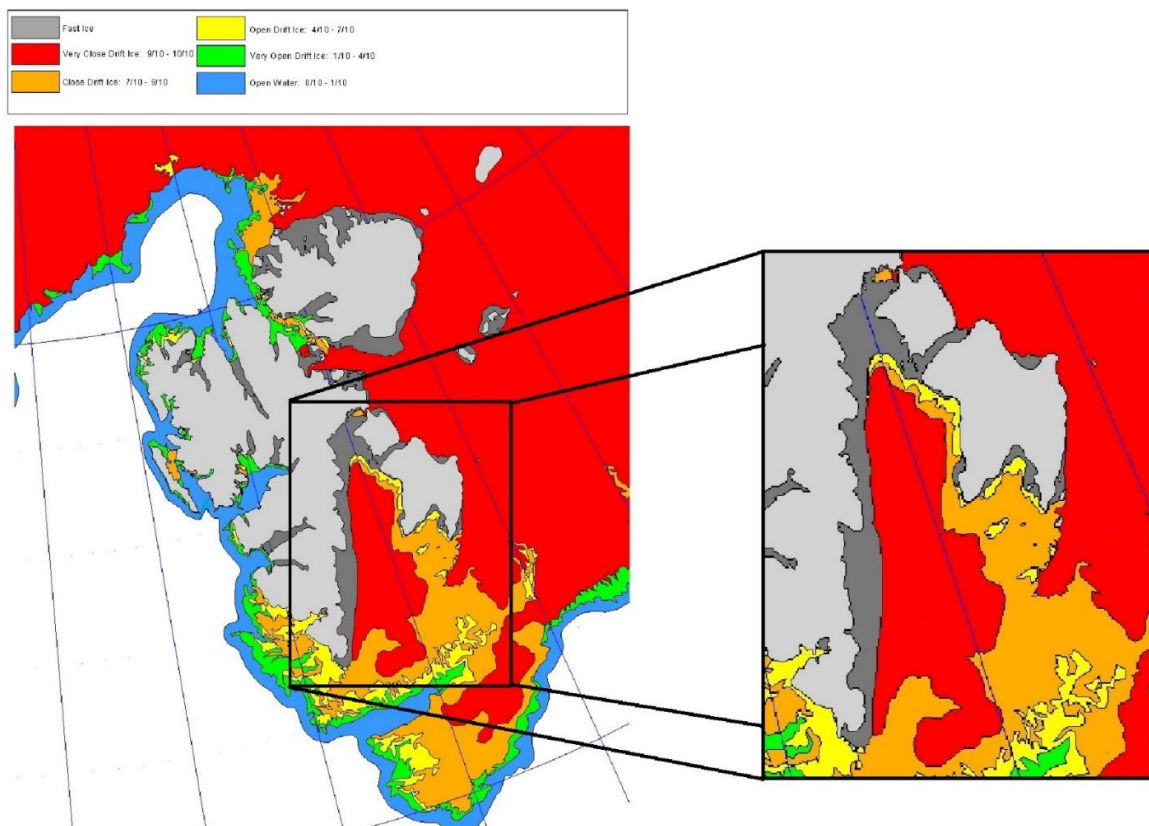 Fast Ice
Very Close Drift Ice: 9/10 - 10/10
Close Drift Ice: 7/10 - 9/10
Open Drift Ice: 4/10 - 7/10
Very Open Drift Ice: 1/10 - 4/10
Open Water: 0/10 - 1/10